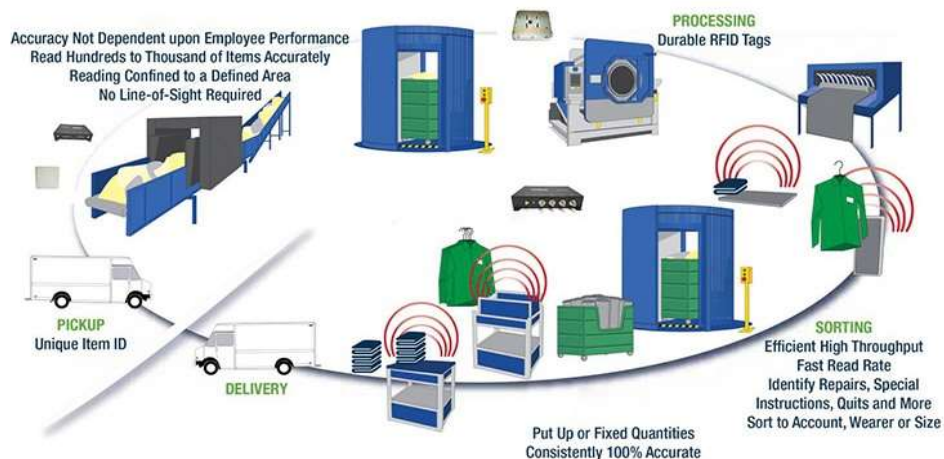 Accuracy Not Dependent upon Employee Performance
Read Hundreds to Thousand of Items Accurately
Reading Confined to a Defined Area
No Line-of-Sight Required
PROCESSING
Durable RFID Tags
PICKUP
Unique Item ID
DELIVERY
SORTING
Efficient High Throughput
Fast Read Rate
Identify Repairs, Special
Instructions, Quits and More
Sort to Account, Wearer or Size
Put Up or Fixed Quantities
Consistently 100% Accurate